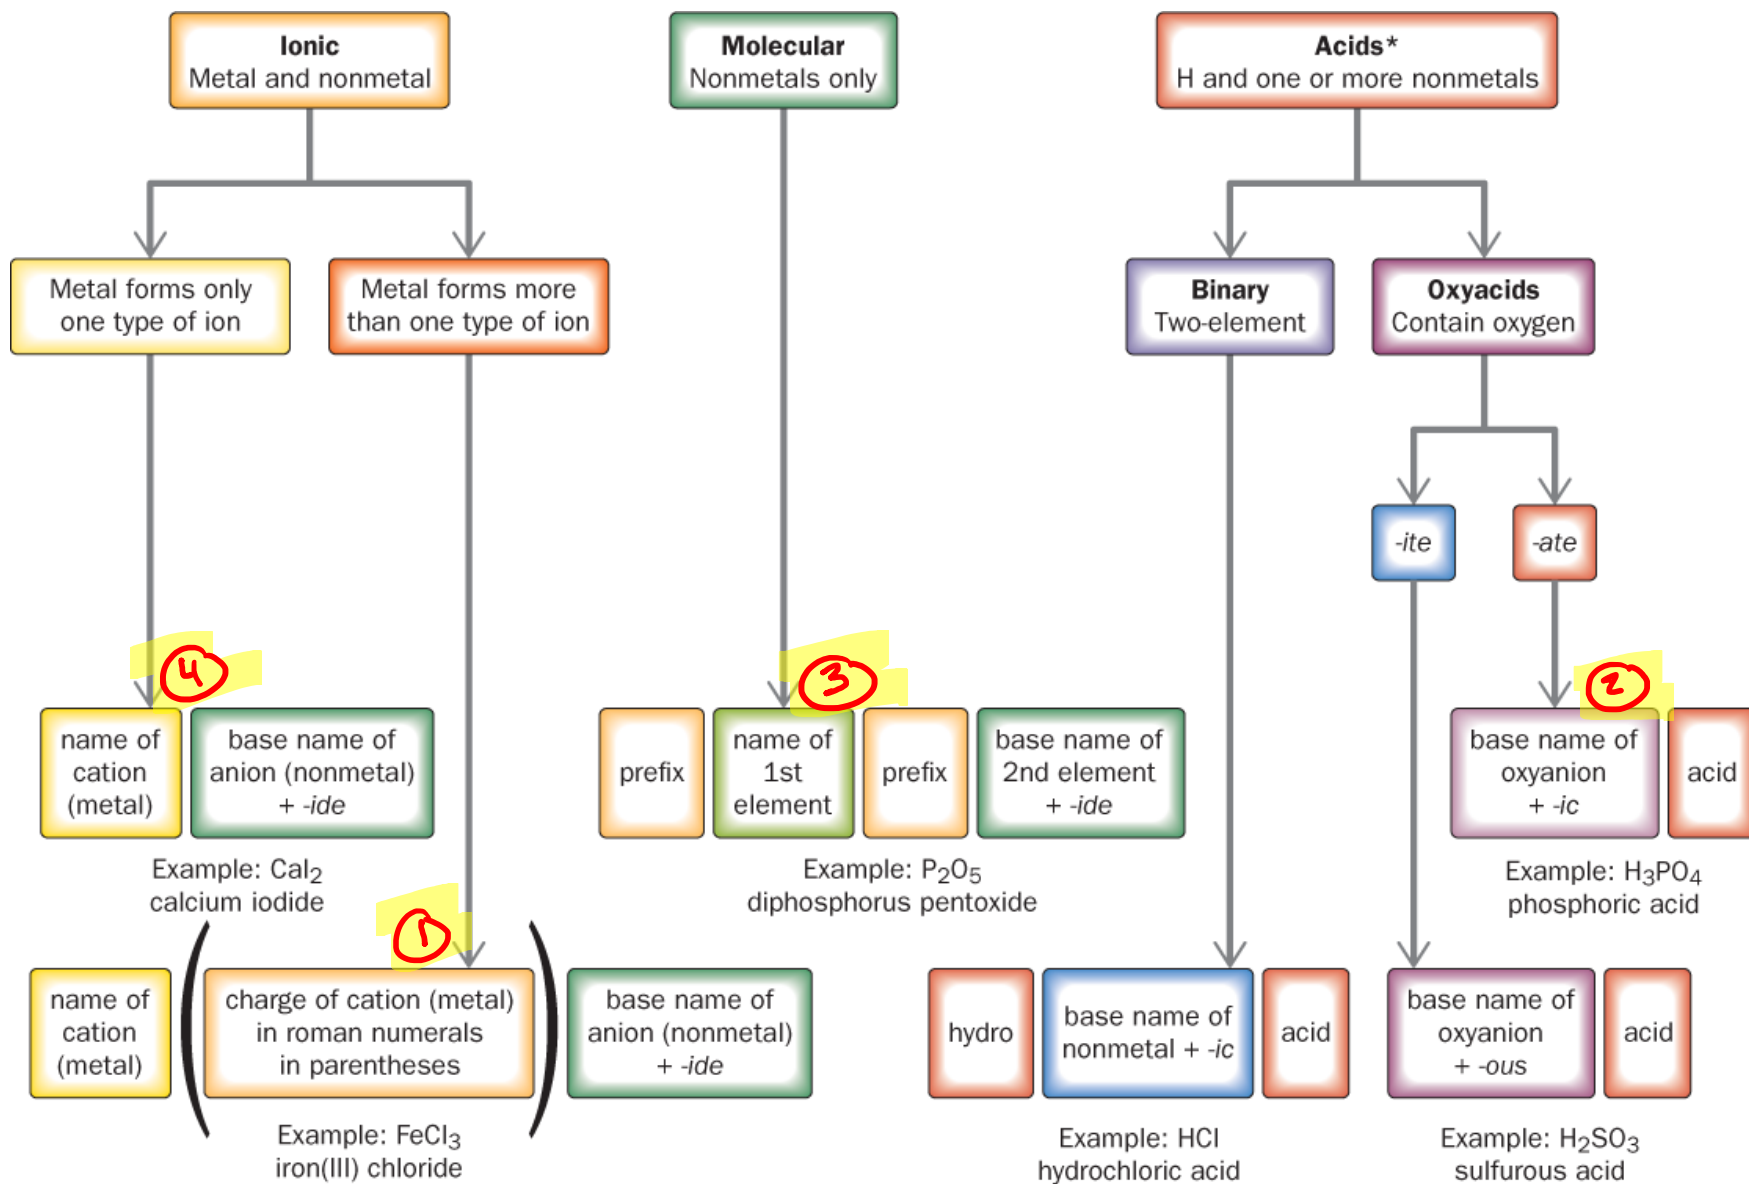 Ionic
Metal and nonmetal
Molecular
Nonmetals only
Acids*
H and one or more nonmetals
Metal forms only
one type of ion
Metal forms more
than one type of ion
Binary
Two-element
Oxyacids
Contain oxygen
-ite
-ate
4
name of
cation
(metal)
base name of
anion (nonmetal)
+ -ide
Example: CaI₂
calcium iodide
3
prefix
name of
1st
element
prefix
base name of
2nd element
+ -ide
Example: P₂O₅
diphosphorus pentoxide
2
base name of
oxyanion
+ -ic
acid
Example: H₃PO₄
phosphoric acid
1
name of
cation
(metal)
(
charge of cation (metal)
in roman numerals
in parentheses
)
base name of
anion (nonmetal)
+ -ide
Example: FeCl₃
iron(III) chloride
hydro
base name of
nonmetal + -ic
acid
Example: HCl
hydrochloric acid
base name of
oxyanion
+ -ous
acid
Example: H₂SO₃
sulfurous acid